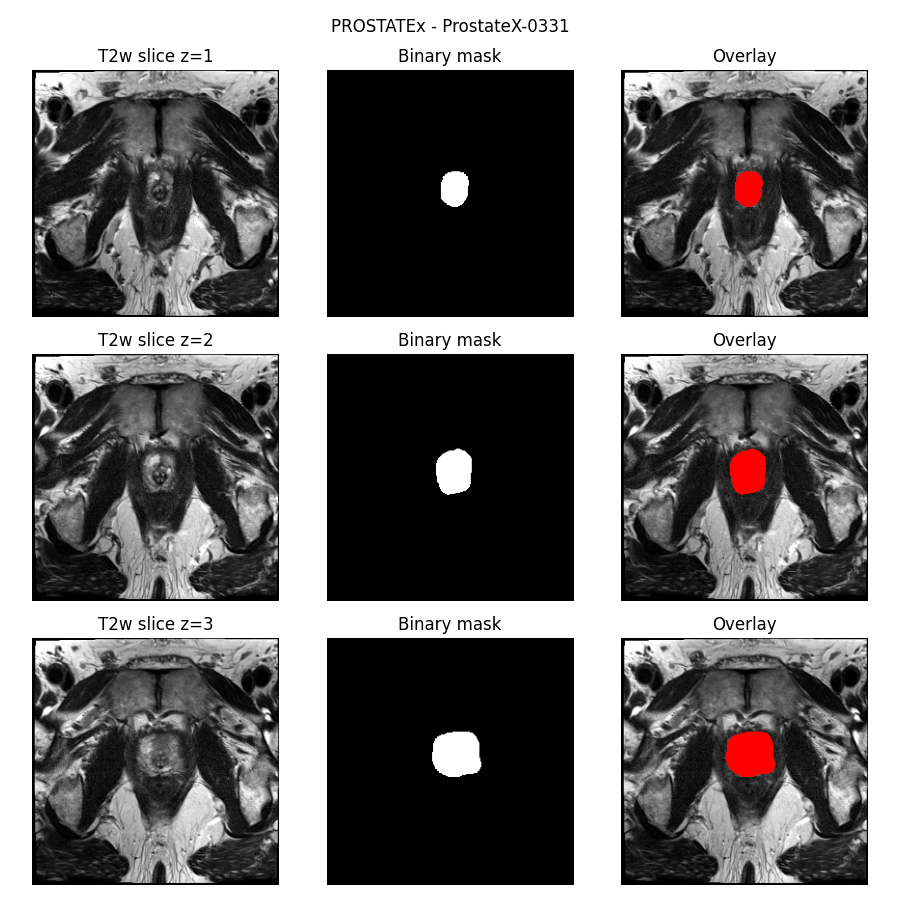 PROSTATEx - ProstateX-0331
T2w slice z=1
Binary mask
Overlay
T2w slice z=2
Binary mask
Overlay
T2w slice z=3
Binary mask
Overlay